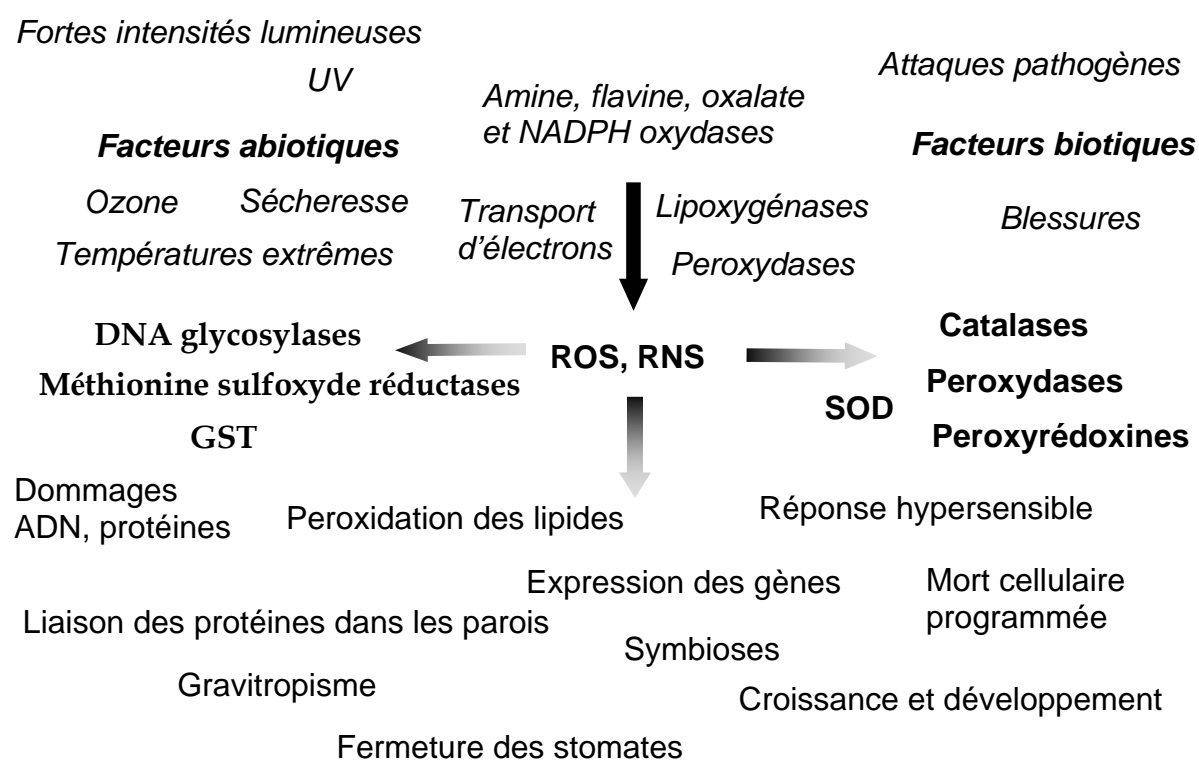 Fortes intensités lumineuses
UV
Attaques pathogènes
Amine, flavine, oxalate
et NADPH oxydases
Facteurs abiotiques
Facteurs biotiques
Ozone
Sécheresse
Transport
d’électrons
Lipoxygénases
Blessures
Températures extrêmes
Peroxydases
DNA glycosylases
Méthionine sulfoxyde réductases
GST
ROS, RNS
SOD
Catalases
Peroxydases
Peroxyrédoxines
Dommages
ADN, protéines
Peroxidation des lipides
Réponse hypersensible
Expression des gènes
Mort cellulaire
programmée
Liaison des protéines dans les parois
Symbioses
Gravitropisme
Croissance et développement
Fermeture des stomates